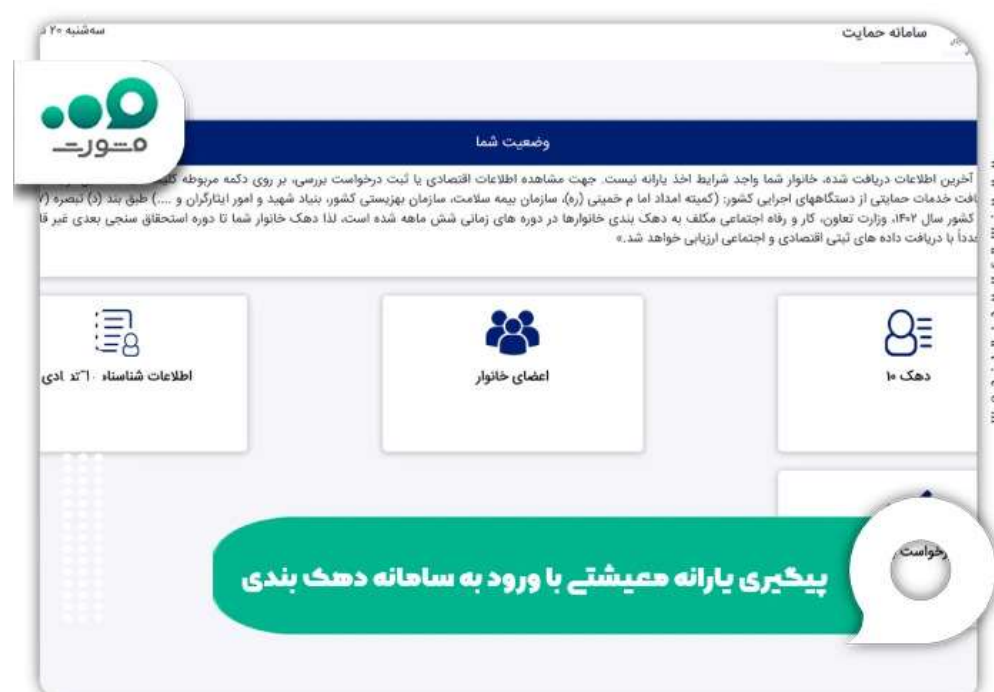 سامانه حمایت
سه‌شنبه ۲۰
مشورت
وضعیت شما
آخرین اطلاعات دریافت شده، خانوار شما واجد شرایط اخذ یارانه نیست. جهت مشاهده اطلاعات اقتصادی یا ثبت درخواست بررسی، بر روی دکمه مربوطه
خدمات حمایتی از دستگاههای اجرایی کشور: (کمیته امداد اما م خمینی (ره)، سازمان بیمه سلامت، سازمان بهزیستی کشور، بنیاد شهید و امور ایثارگران و ....) طبق بند (د) تبصره
کشور سال ۱۴۰۲، وزارت تعاون، کار و رفاه اجتماعی مکلف به دهک بندی خانوارها در دوره های زمانی شش ماهه شده است، لذا دهک خانوار شما تا دوره استحقاق سنجی بعدی غیر
با دریافت داده های ثبتی اقتصادی و اجتماعی ارزیابی خواهد شد.»
دهک ۱۰
اعضای خانوار
اطلاعات
پیگیری یارانه معیشتی با ورود به سامانه دهک بندی